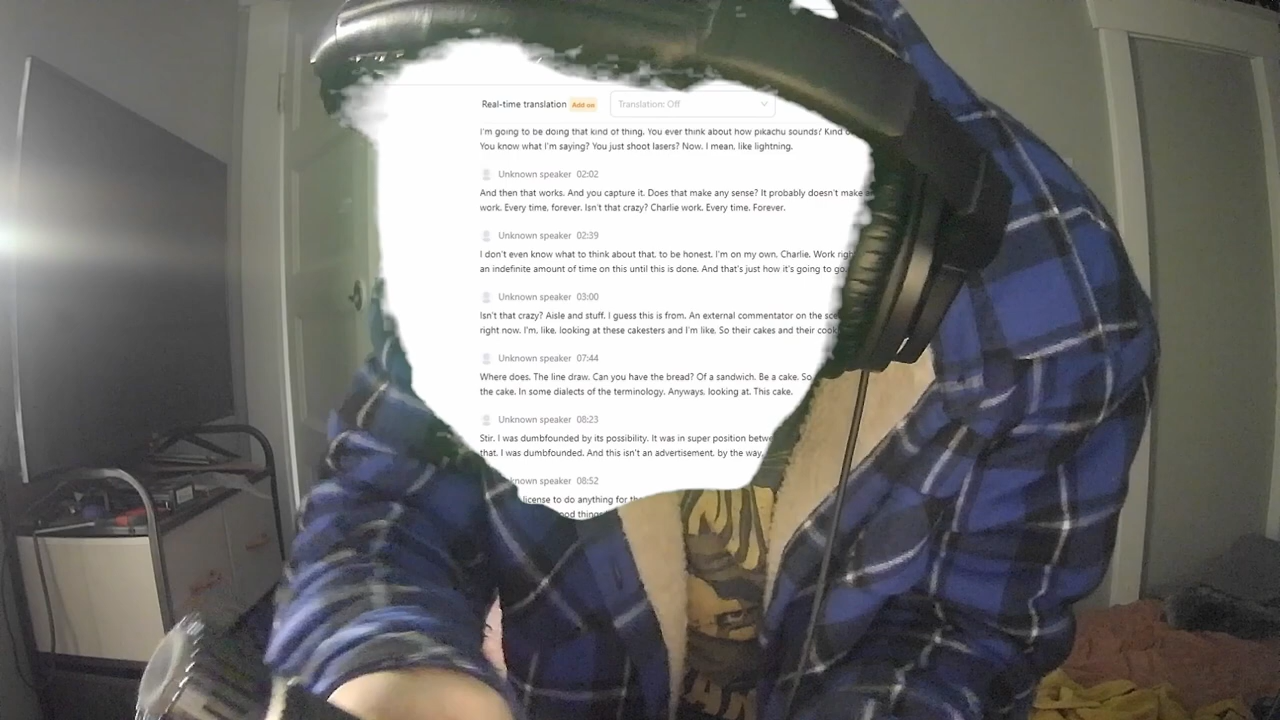 Real-time translation Add on Translation: Off
I'm going to be doing that kind of thing. You ever think about how pikachu sounds? Kind
You know what I'm saying? You just shoot lasers? Now. I mean, like lightning.
Unknown speaker 02:02
And then that works. And you capture it. Does that make any sense? It probably doesn't make
work. Every time, forever. Isn't that crazy? Charlie work. Every Time. Forever.
Unknown speaker 02:39
I don't even know what to think about that, to be honest. I'm on my own, Charlie. Work
an indefinite amount of time on this until this is done. And that's just how it's going to go.
Unknown speaker 03:00
Isn't that crazy? Aisle and stuff. I guess this is from. An external commentator on the
right now. I'm, like, looking at these cakesters and I'm like. So their cakes and their
Unknown speaker 07:44
Where does. The line draw. Can you have the bread? Of a sandwich. Be a cake. So
the cake. In some dialects of the terminology. Anyways, looking at. This cake.
Unknown speaker 08:23
Stir. I was dumbfounded by its possibility. It was in super position
that. I was dumbfounded. And this isn't an advertisement, by the way.
speaker 08:52
license to do anything for